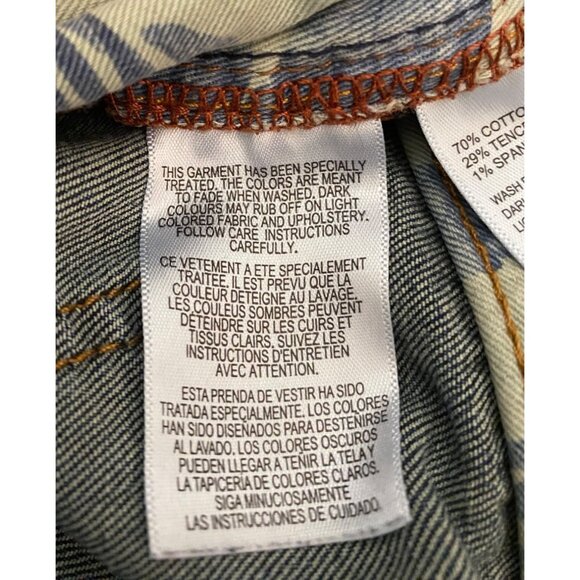 THIS GARMENT HAS BEEN SPECIALLY
TREATED. THE COLORS ARE MEANT
TO FADE WHEN WASHED. DARK
COLOURS MAY RUB OFF ON LIGHT
COLORED FABRIC AND UPHOLSTERY.
FOLLOW CARE INSTRUCTIONS
CAREFULLY.
CE VETEMENT A ETE SPECIALEMENT
TRAITEE. IL EST PREVU QUE LA
COULEUR DETEIGNE AU LAVAGE.
LES COULEUR SOMBRES PEUVENT
DÉTEINDRE SUR LES CUIRS ET
TISSUS CLAIRS, SUIVEZ LES
INSTRUCTIONS D'ENTRETIEN
AVEC ATTENTION.
ESTA PRENDA DE VESTIR HA SIDO
TRATADA ESPECIALMENTE. LOS COLORES
HAN SIDO DISEÑADOS PARA DESTEÑIRSE
AL LAVADO. LOS COLORES OSCUROS
PUEDEN LLEGAR A TEÑIR LA TELA Y
LA TAPICERIA DE COLORES CLAROS.
SIGA MINUCIOSAMENTE
LAS INSTRUCCIONES DE CUIDADO.
70% COTTO
29% TENC
1% SPAN
WASH
DAR